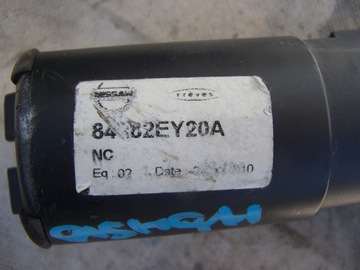 NISSAN trèves
84 82EY20A
NC
Eq 02 Date
QASHQAI